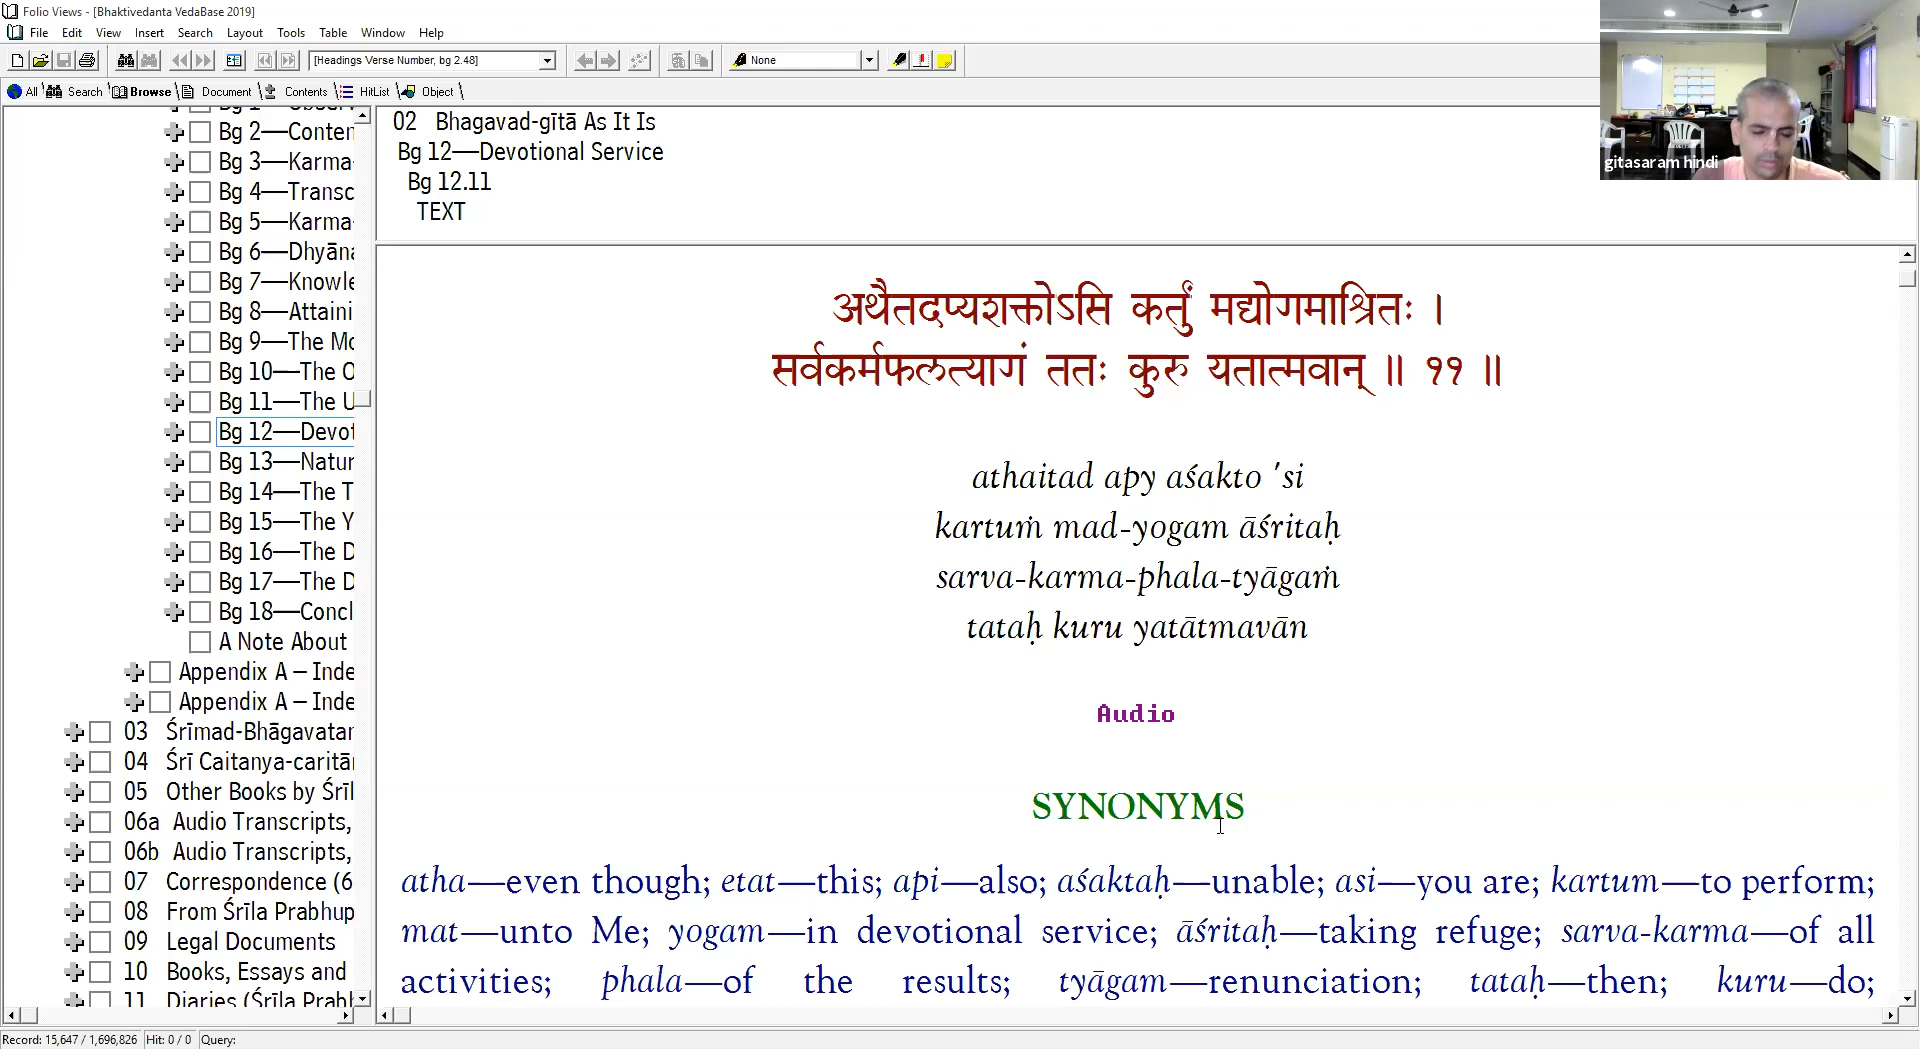 Folio Views - [Bhaktivedanta VedaBase 2019]
File Edit View Insert Search Layout Tools Table Window Help
[Headings Verse Number, bg 2.48] None
All Search Browse Document Contents HitList Object
Bg 2—Conten
Bg 3—Karma-
Bg 4—Transc
Bg 5—Karma-
Bg 6—Dhyāna
Bg 7—Knowle
Bg 8—Attaini
Bg 9—The Mo
Bg 10—The O
Bg 11—The U
Bg 12—Devot
Bg 13—Natur
Bg 14—The T
Bg 15—The Y
Bg 16—The D
Bg 17—The D
Bg 18—Concl
A Note About
Appendix A – Inde
Appendix A – Inde
03 Śrīmad-Bhāgavatar
04 Śrī Caitanya-caritār
05 Other Books by Śrīl
06a Audio Transcripts,
06b Audio Transcripts,
07 Correspondence (6
08 From Śrīla Prabhup
09 Legal Documents
10 Books, Essays and
11 Diaries (Śrīla Prabh
02 Bhagavad-gītā As It Is
Bg 12—Devotional Service
Bg 12.11
TEXT
अथैतदप्यशक्तोऽसि कर्तुं मद्योगमाश्रितः ।
सर्वकर्मफलत्यागं ततः कुरु यतात्मवान् ॥ ११ ॥
athaitad apy aśakto 'si
kartuṁ mad-yogam āśritaḥ
sarva-karma-phala-tyāgaṁ
tataḥ kuru yatātmavān
Audio
SYNONYMS
atha—even though; etat—this; api—also; aśaktaḥ—unable; asi—you are; kartum—to perform;
mat—unto Me; yogam—in devotional service; āśritaḥ—taking refuge; sarva-karma—of all
activities; phala—of the results; tyāgam—renunciation; tataḥ—then; kuru—do;
gitasaram hindi
Record: 15,647 / 1,696,826 Hit: 0 / 0 Query: